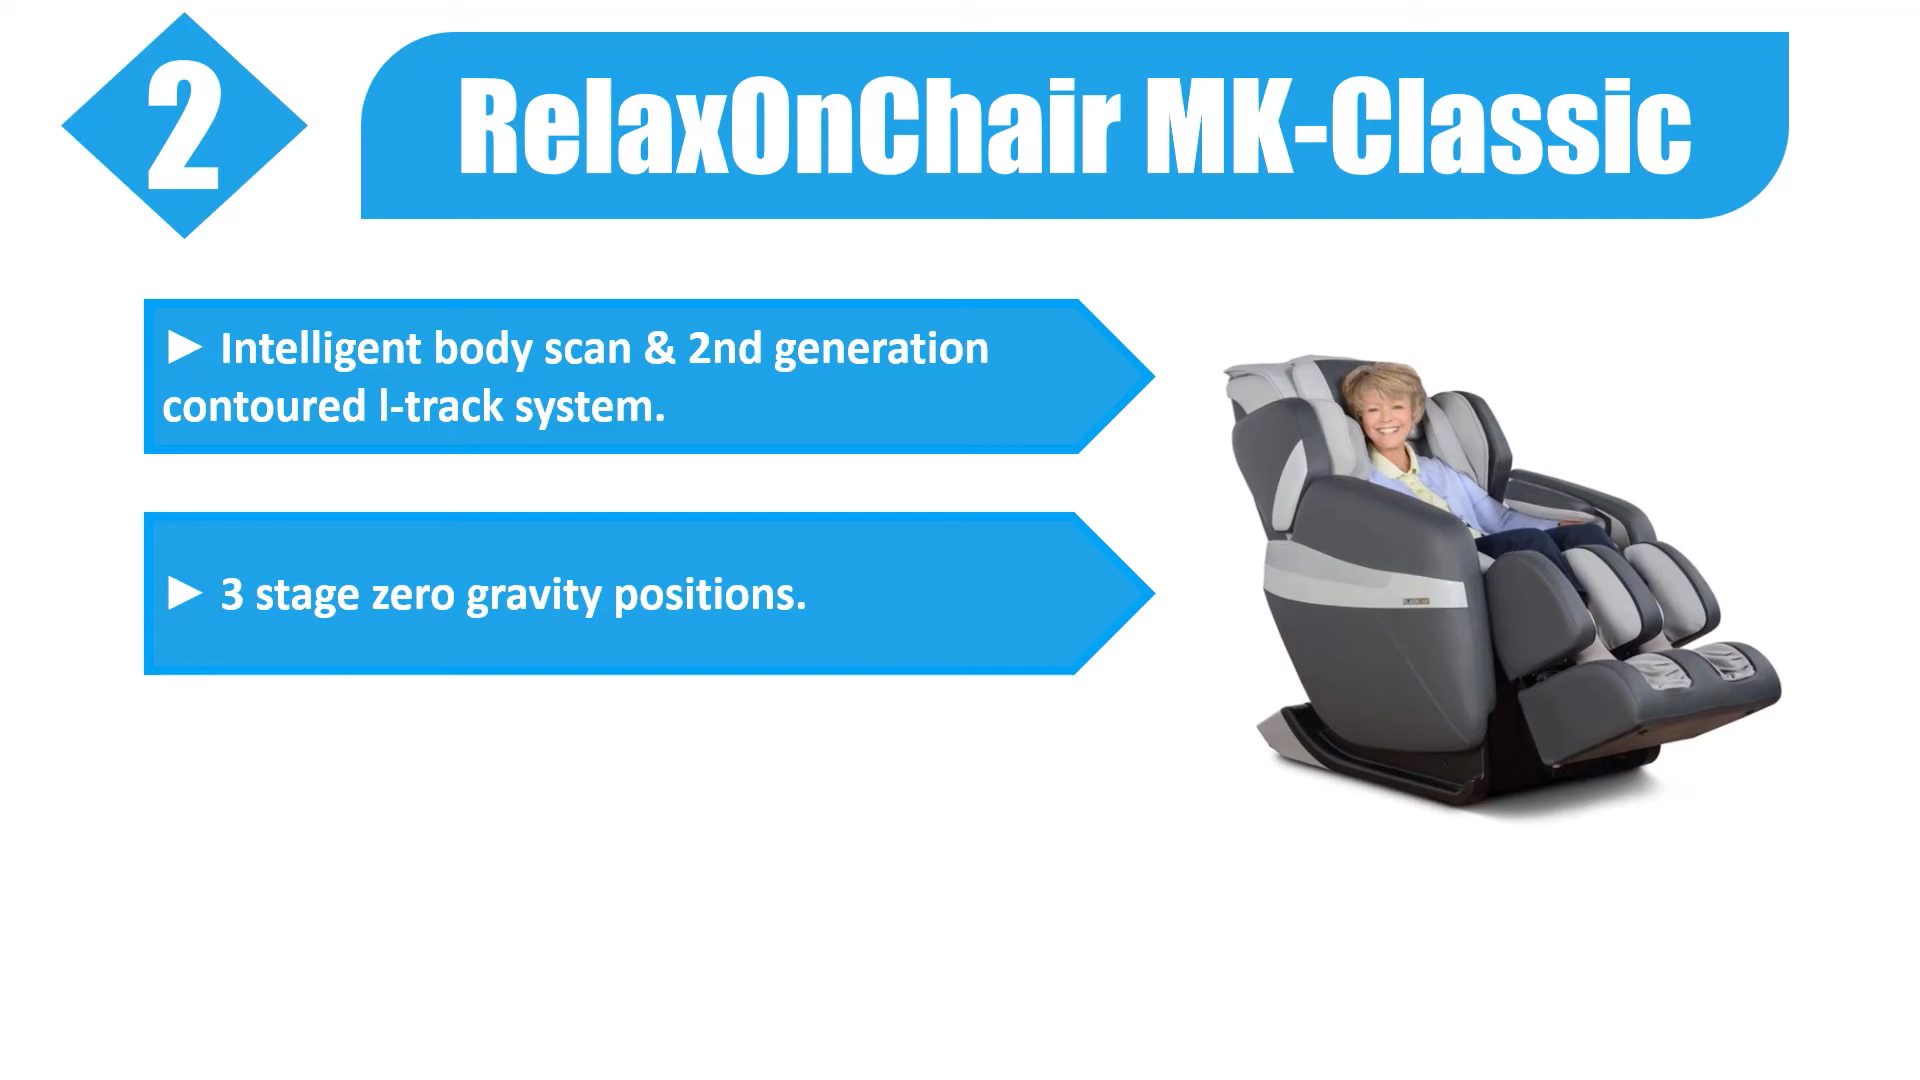 2
RelaxOnChair MK-Classic
► Intelligent body scan & 2nd generation
contoured l-track system.
► 3 stage zero gravity positions.